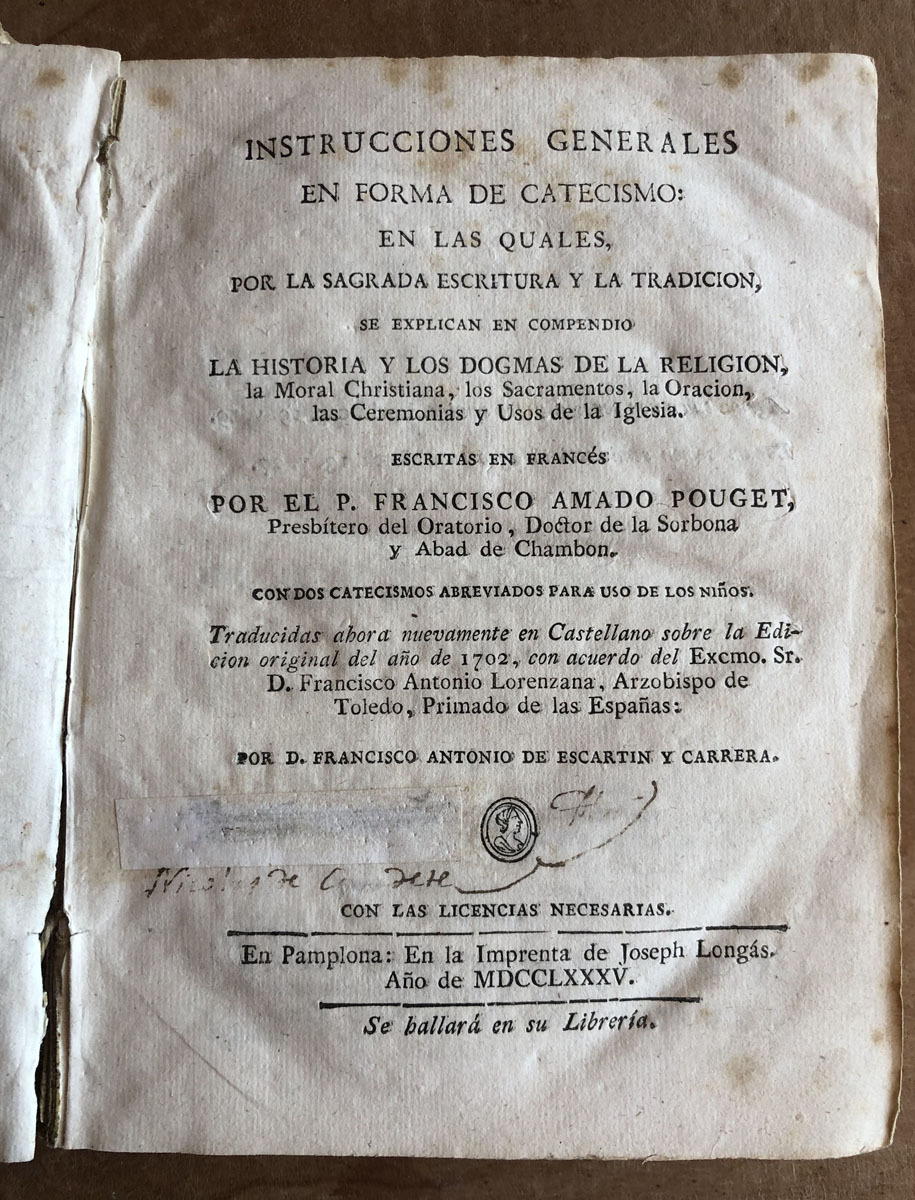 INSTRUCCIONES GENERALES
EN FORMA DE CATECISMO:
EN LAS QUALES,
POR LA SAGRADA ESCRITURA Y LA TRADICION,
SE EXPLICAN EN COMPENDIO
LA HISTORIA Y LOS DOGMAS DE LA RELIGION,
la Moral Christiana, los Sacramentos, la Oracion,
las Ceremonias y Usos de la Iglesia.
ESCRITAS EN FRANCéS
POR EL P. FRANCISCO AMADO POUGET,
Presbítero del Oratorio, Doctor de la Sorbona
y Abad de Chambon.
CON DOS CATECISMOS ABREVIADOS PARA USO DE LOS NIñOS.
Traducidas ahora nuevamente en Castellano sobre la Edi-
cion original del año de 1702, con acuerdo del Excmo. Sr.
D. Francisco Antonio Lorenzana, Arzobispo de
Toledo, Primado de las Españas:
POR D. FRANCISCO ANTONIO DE ESCARTIN Y CARRERA.
Nicolas de
CON LAS LICENCIAS NECESARIAS.
En Pamplona: En la Imprenta de Joseph Longás.
Año de MDCCLXXXV.
Se hallará en su Librería.